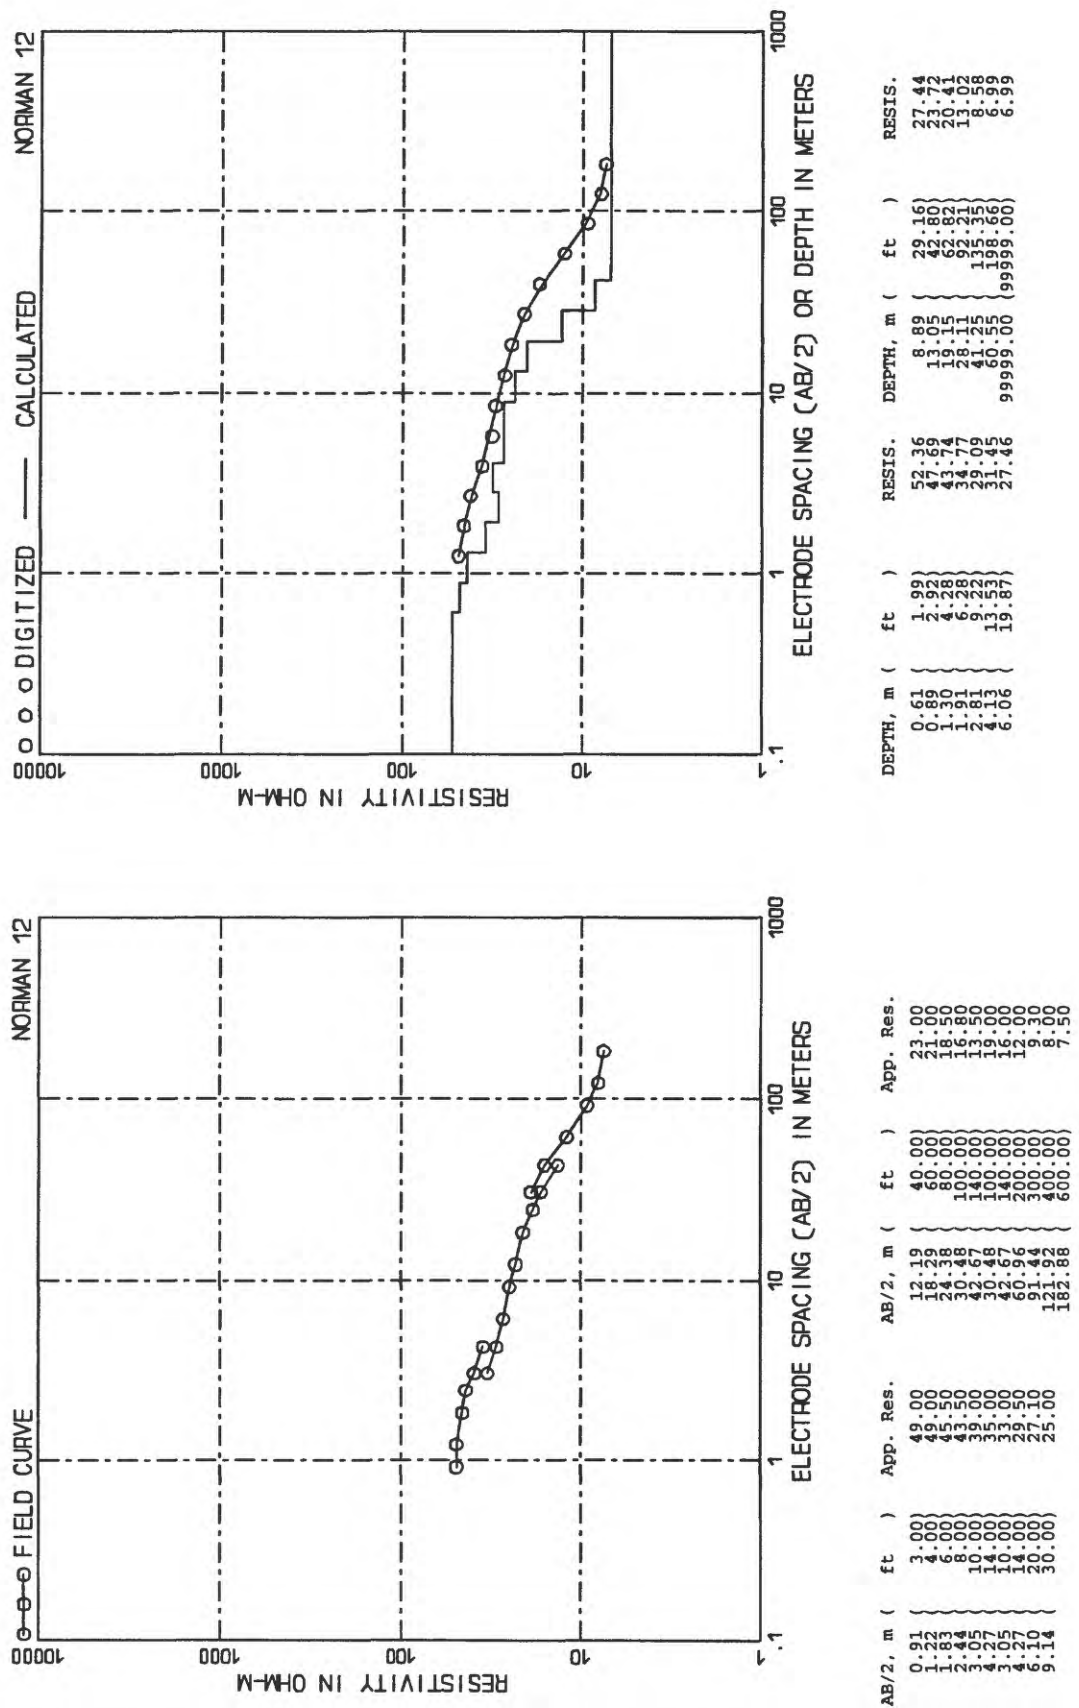 o-o-o FIELD CURVE NORMAN 12
10000
1000
100
10
1
RESISTIVITY IN OHM-M
.1 1 10 100 1000
ELECTRODE SPACING (AB/2) IN METERS
AB/2, m ( ft ) App. Res. AB/2, m ( ft ) App. Res.
0.91 ( 3.00) 49.00 12.19 ( 40.00) 23.00
1.22 ( 4.00) 49.00 18.29 ( 60.00) 21.00
1.83 ( 6.00) 45.50 24.38 ( 80.00) 18.50
2.44 ( 8.00) 43.50 30.48 ( 100.00) 16.80
3.05 ( 10.00) 39.00 42.67 ( 140.00) 13.50
4.27 ( 14.00) 35.00 30.48 ( 100.00) 19.00
3.05 ( 10.00) 33.00 42.67 ( 140.00) 16.00
4.27 ( 14.00) 29.50 60.96 ( 200.00) 12.00
6.10 ( 20.00) 27.10 91.44 ( 300.00) 9.30
9.14 ( 30.00) 25.00 121.92 ( 400.00) 8.00
182.88 ( 600.00) 7.50
o o o DIGITIZED —— CALCULATED NORMAN 12
10000
1000
100
10
1
RESISTIVITY IN OHM-M
.1 1 10 100 1000
ELECTRODE SPACING (AB/2) OR DEPTH IN METERS
DEPTH, m ( ft ) RESIS. DEPTH, m ( ft ) RESIS.
0.61 ( 1.99) 52.36 8.89 ( 29.16) 27.44
0.89 ( 2.92) 47.69 13.05 ( 42.80) 23.72
1.30 ( 4.28) 43.74 19.15 ( 62.82) 20.41
1.91 ( 6.28) 34.77 28.11 ( 92.21) 13.02
2.81 ( 9.22) 29.09 41.25 ( 135.35) 8.58
4.13 ( 13.53) 31.45 60.55 ( 198.66) 6.99
6.06 ( 19.87) 27.46 99999.00 (99999.00) 6.99